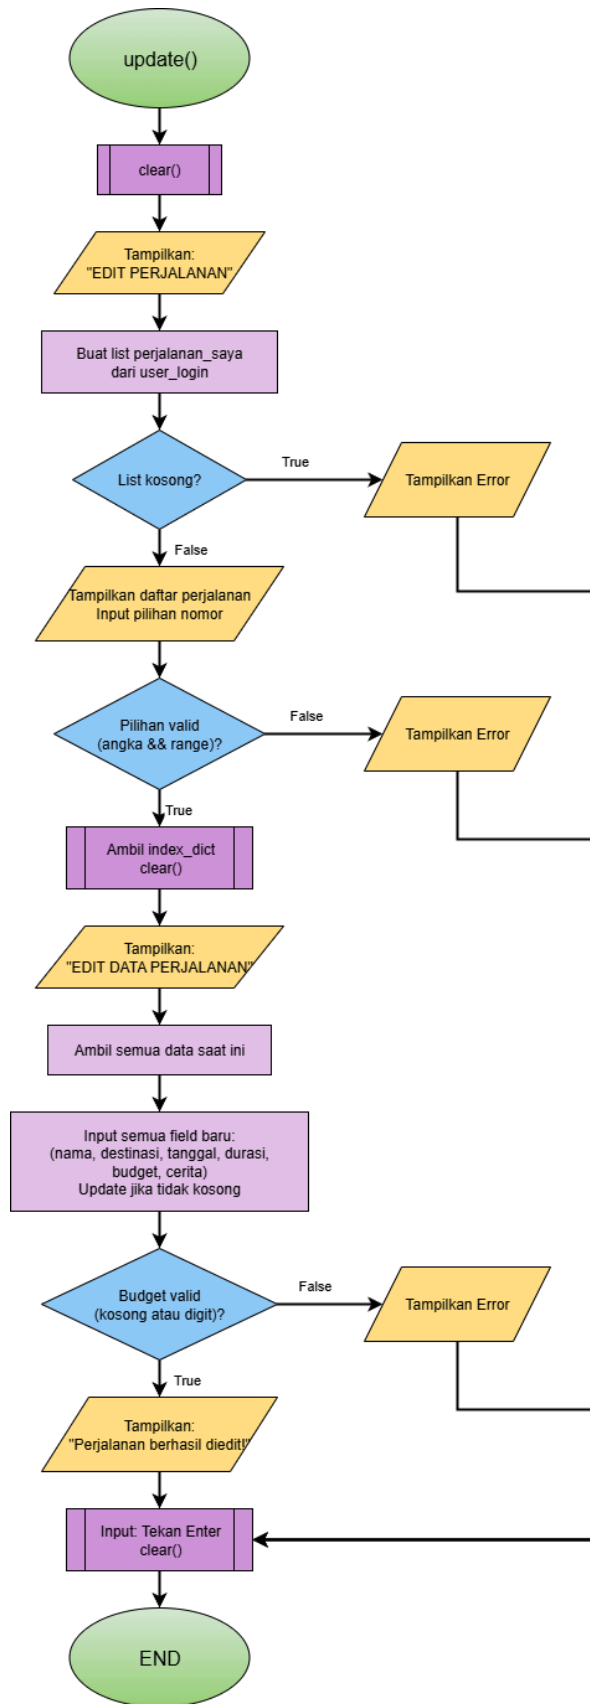 update()
clear()
Tampilkan:
"EDIT PERJALANAN"
Buat list perjalanan_saya
dari user_login
List kosong?
True
Tampilkan Error
False
Tampilkan daftar perjalanan
Input pilihan nomor
Pilihan valid
(angka && range)?
False
Tampilkan Error
True
Ambil index_dict
clear()
Tampilkan:
"EDIT DATA PERJALANAN"
Ambil semua data saat ini
Input semua field baru:
(nama, destinasi, tanggal, durasi,
budget, cerita)
Update jika tidak kosong
Budget valid
(kosong atau digit)?
False
Tampilkan Error
True
Tampilkan:
"Perjalanan berhasil diedit!"
Input: Tekan Enter
clear()
END